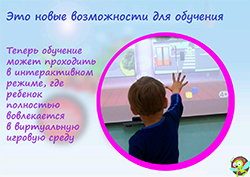 Это новые возможности для обучения
Теперь обучение
может проходить
в интерактивном
режиме, где
ребенок
полностью
вовлекается
в виртуальную
игровую среду